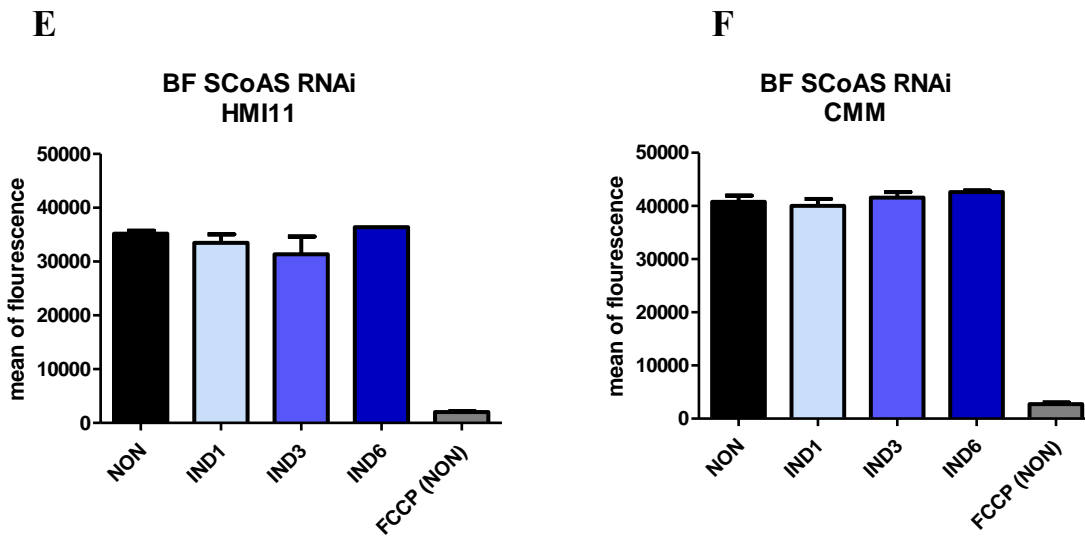 E
BF SCoAS RNAi
HMI11
mean of flourescence
50000
40000
30000
20000
10000
0
NON
IND1
IND3
IND6
FCCP (NON)
F
BF SCoAS RNAi
CMM
mean of flourescence
50000
40000
30000
20000
10000
0
NON
IND1
IND3
IND6
FCCP (NON)